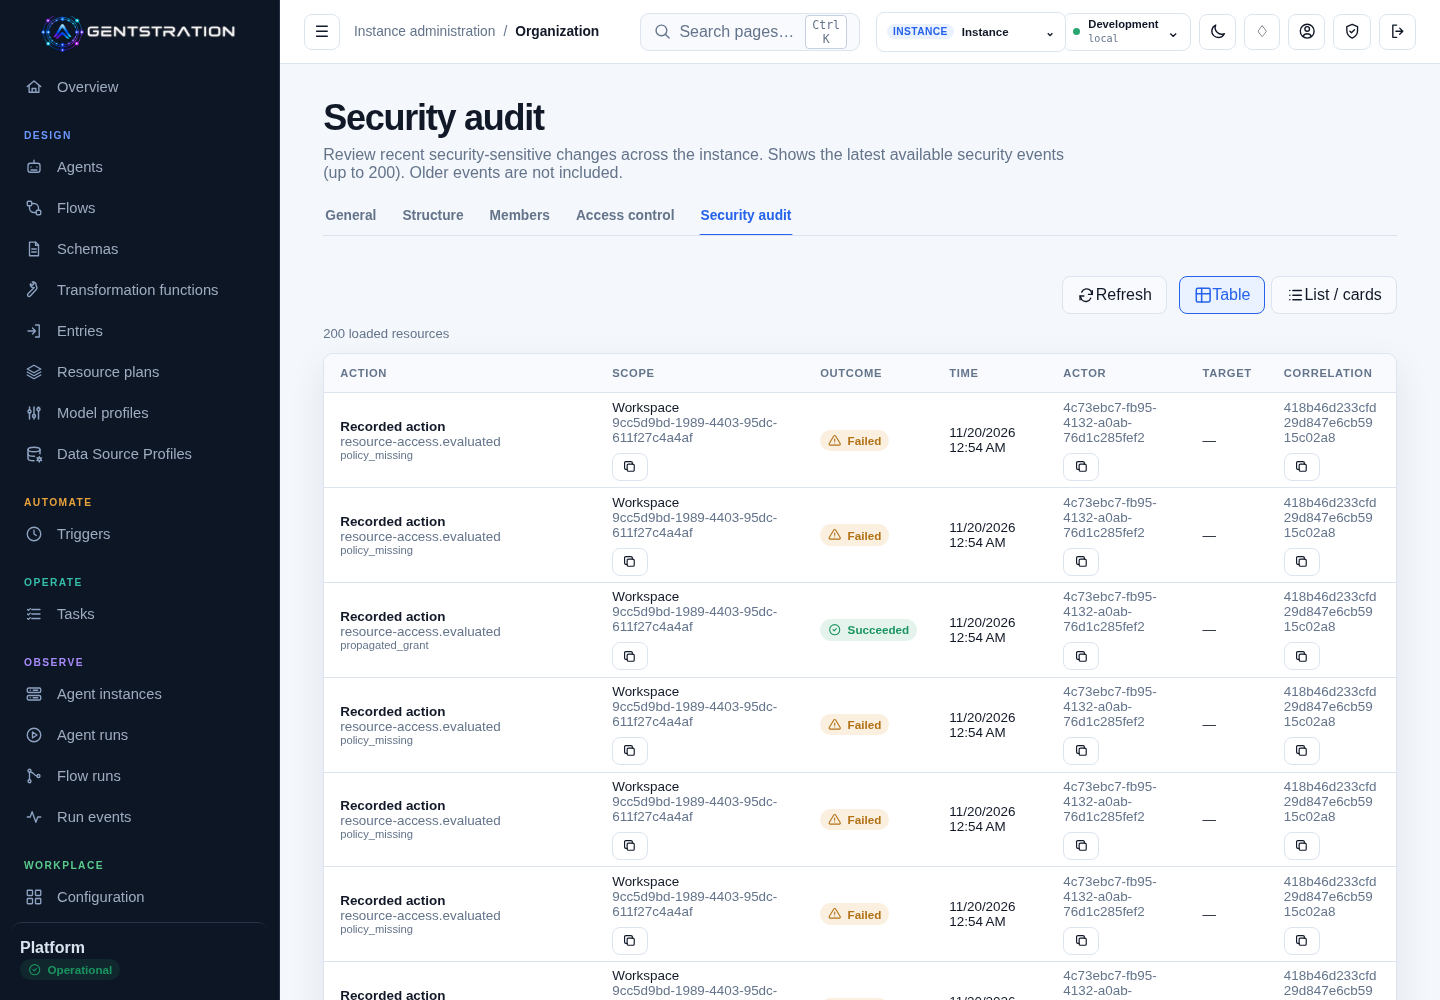 GENTSTRATION
Overview
DESIGN
Agents
Flows
Schemas
Transformation functions
Entries
Resource plans
Model profiles
Data Source Profiles
AUTOMATE
Triggers
OPERATE
Tasks
OBSERVE
Agent instances
Agent runs
Flow runs
Run events
WORKPLACE
Configuration
Platform
Operational
Instance administration / Organization
Search pages…
Ctrl
K
INSTANCE Instance
Development
local
Security audit
Review recent security-sensitive changes across the instance. Shows the latest available security events
(up to 200). Older events are not included.
General Structure Members Access control Security audit
Refresh Table List / cards
200 loaded resources
ACTION SCOPE OUTCOME TIME ACTOR TARGET CORRELATION
Recorded action
resource-access.evaluated
policy_missing
Workspace
9cc5d9bd-1989-4403-95dc-
611f27c4a4af
Failed
11/20/2026
12:54 AM
4c73ebc7-fb95-
4132-a0ab-
76d1c285fef2
—
418b46d233cfd
29d847e6cb59
15c02a8
Recorded action
resource-access.evaluated
policy_missing
Workspace
9cc5d9bd-1989-4403-95dc-
611f27c4a4af
Failed
11/20/2026
12:54 AM
4c73ebc7-fb95-
4132-a0ab-
76d1c285fef2
—
418b46d233cfd
29d847e6cb59
15c02a8
Recorded action
resource-access.evaluated
propagated_grant
Workspace
9cc5d9bd-1989-4403-95dc-
611f27c4a4af
Succeeded
11/20/2026
12:54 AM
4c73ebc7-fb95-
4132-a0ab-
76d1c285fef2
—
418b46d233cfd
29d847e6cb59
15c02a8
Recorded action
resource-access.evaluated
policy_missing
Workspace
9cc5d9bd-1989-4403-95dc-
611f27c4a4af
Failed
11/20/2026
12:54 AM
4c73ebc7-fb95-
4132-a0ab-
76d1c285fef2
—
418b46d233cfd
29d847e6cb59
15c02a8
Recorded action
resource-access.evaluated
policy_missing
Workspace
9cc5d9bd-1989-4403-95dc-
611f27c4a4af
Failed
11/20/2026
12:54 AM
4c73ebc7-fb95-
4132-a0ab-
76d1c285fef2
—
418b46d233cfd
29d847e6cb59
15c02a8
Recorded action
resource-access.evaluated
policy_missing
Workspace
9cc5d9bd-1989-4403-95dc-
611f27c4a4af
Failed
11/20/2026
12:54 AM
4c73ebc7-fb95-
4132-a0ab-
76d1c285fef2
—
418b46d233cfd
29d847e6cb59
15c02a8
Recorded action
Workspace
9cc5d9bd-1989-4403-95dc-
4c73ebc7-fb95-
4132-a0ab-
418b46d233cfd
29d847e6cb59